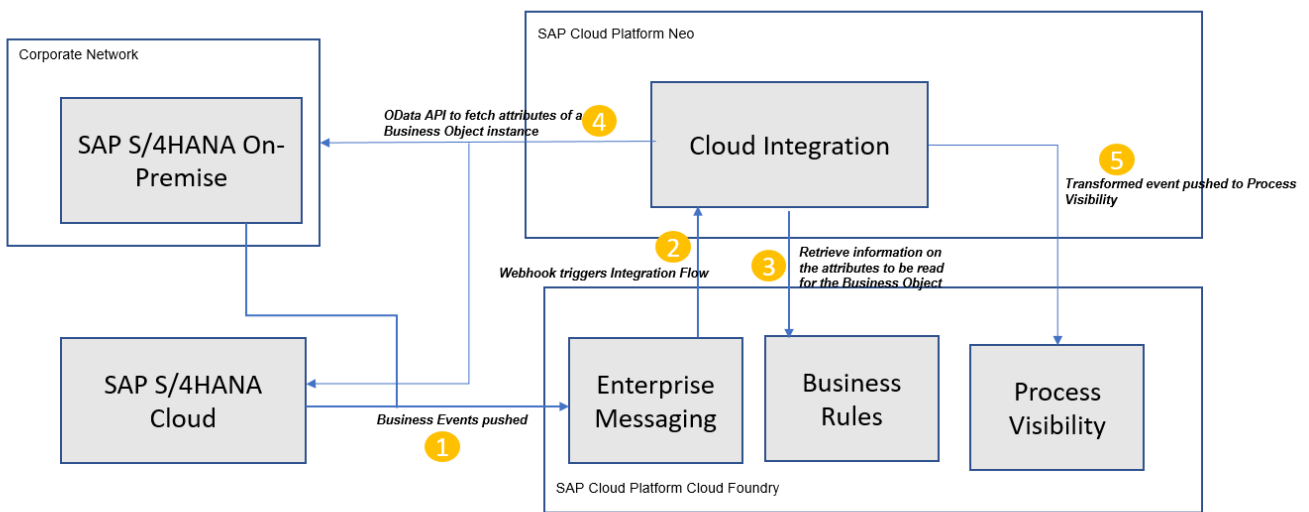 SAP Cloud Platform Neo
Corporate Network
SAP S/4HANA On-
Premise
OData API to fetch attributes of a
Business Object instance
4
Cloud Integration
5
Transformed event pushed to Process
Visibility
2
Webhook triggers Integration Flow
3
Retrieve information on
the attributes to be read
for the Business Object
SAP S/4HANA
Cloud
Business Events pushed
1
Enterprise
Messaging
Business
Rules
Process
Visibility
SAP Cloud Platform Cloud Foundry